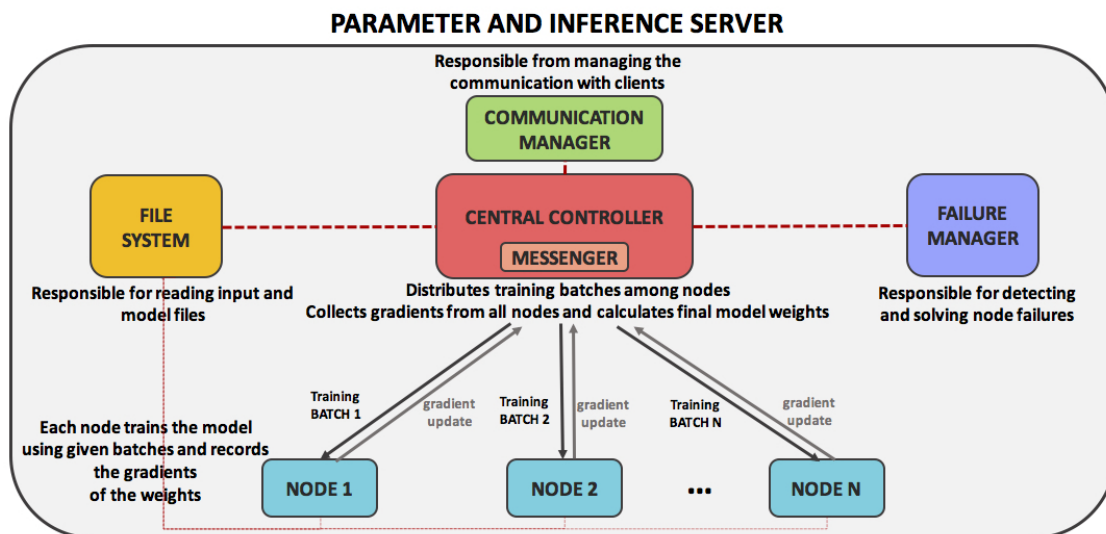 PARAMETER AND INFERENCE SERVER
Responsible from managing the
communication with clients
COMMUNICATION
MANAGER
FILE
SYSTEM
CENTRAL CONTROLLER
MESSENGER
FAILURE
MANAGER
Responsible for reading input and
model files
Distributes training batches among nodes
Collects gradients from all nodes and calculates final model weights
Responsible for detecting
and solving node failures
Training
BATCH 1
gradient
update
Training
BATCH 2
gradient
update
Training
BATCH N
gradient
update
Each node trains the model
using given batches and records
the gradients
of the weights
NODE 1
NODE 2
...
NODE N